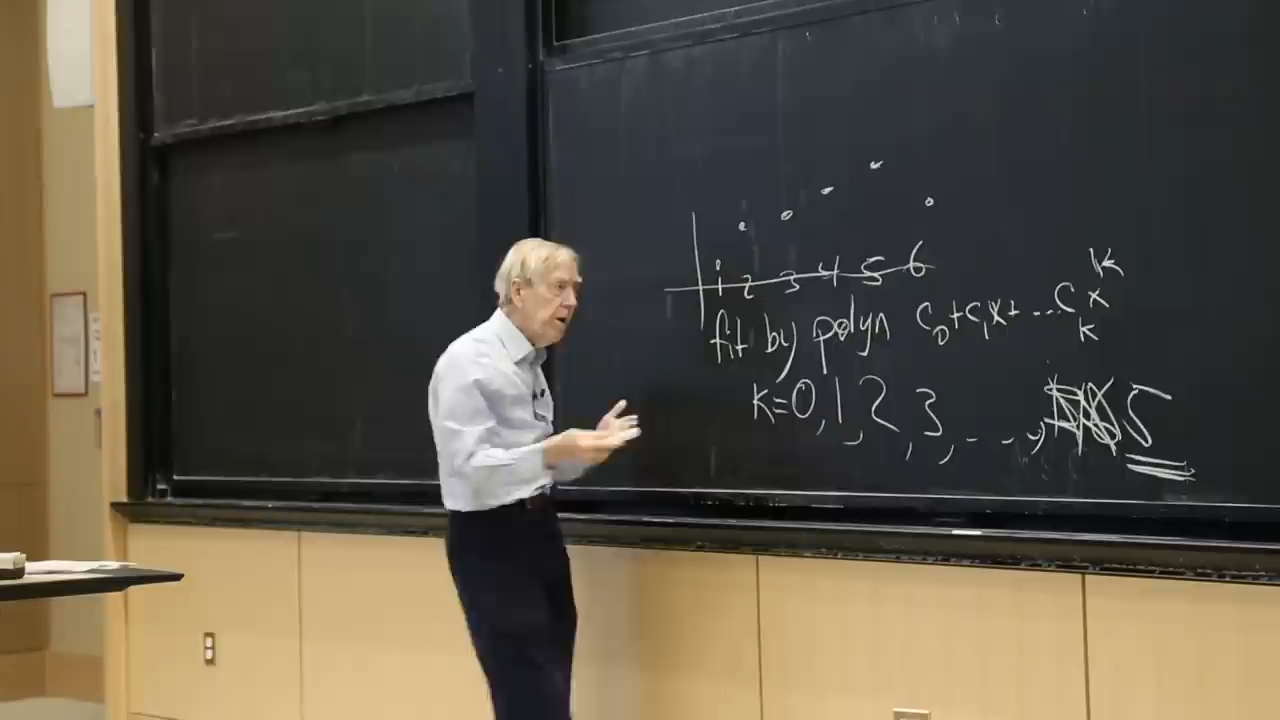 1 2 3 4 5 6
fit by polyn C₀+C₁x+ ...Cₖxᴷ
K=0,1,2,3,---,5